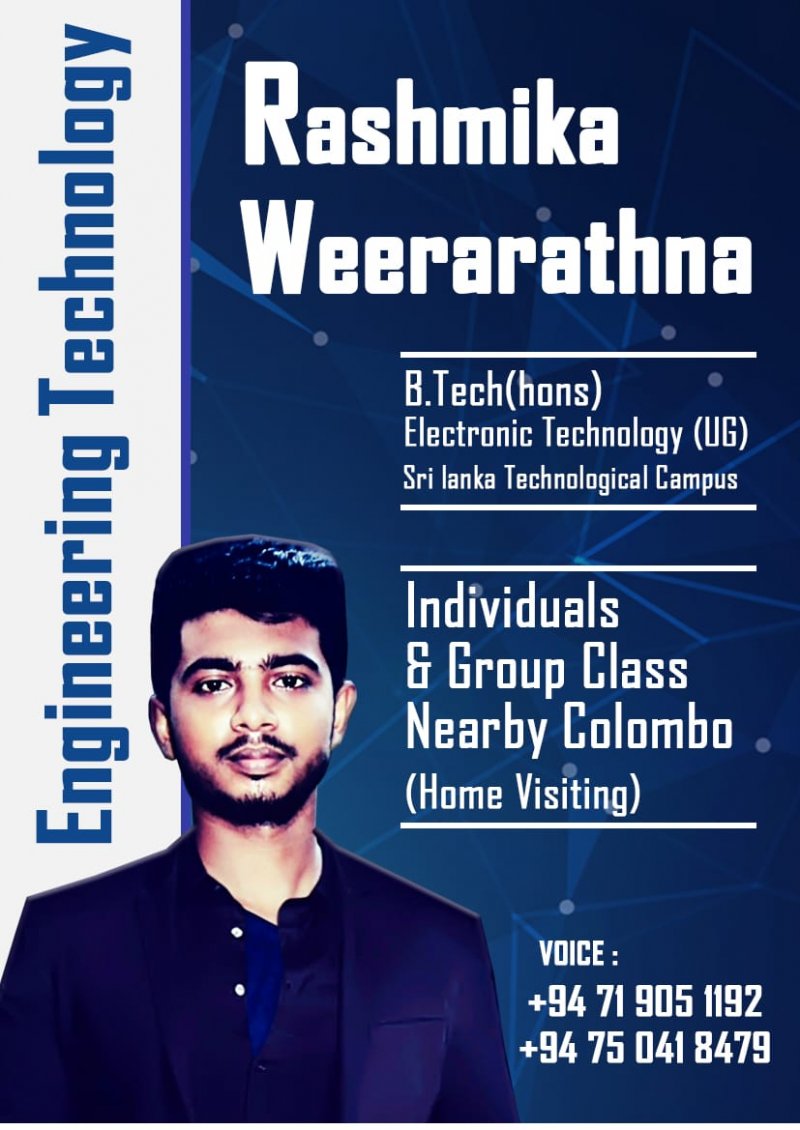 Engineering Technology
Rashmika
Weerarathna
B.Tech(hons)
Electronic Technology (UG)
Sri lanka Technological Campus
Individuals
& Group Class
Nearby Colombo
(Home Visiting)
VOICE :
+94 71 905 1192
+94 75 041 8479